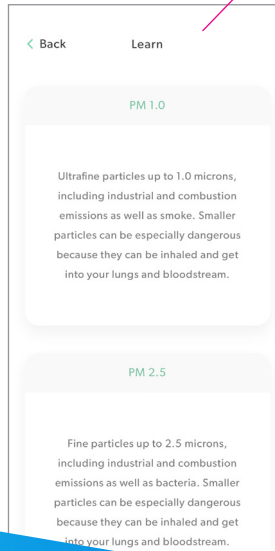 Back
Learn
PM 1.0
Ultrafine particles up to 1.0 microns,
including industrial and combustion
emissions as well as smoke. Smaller
particles can be especially dangerous
because they can be inhaled and get
into your lungs and bloodstream.
PM 2.5
Fine particles up to 2.5 microns,
including industrial and combustion
emissions as well as bacteria. Smaller
particles can be especially dangerous
because they can be inhaled and get
into your lungs and bloodstream.